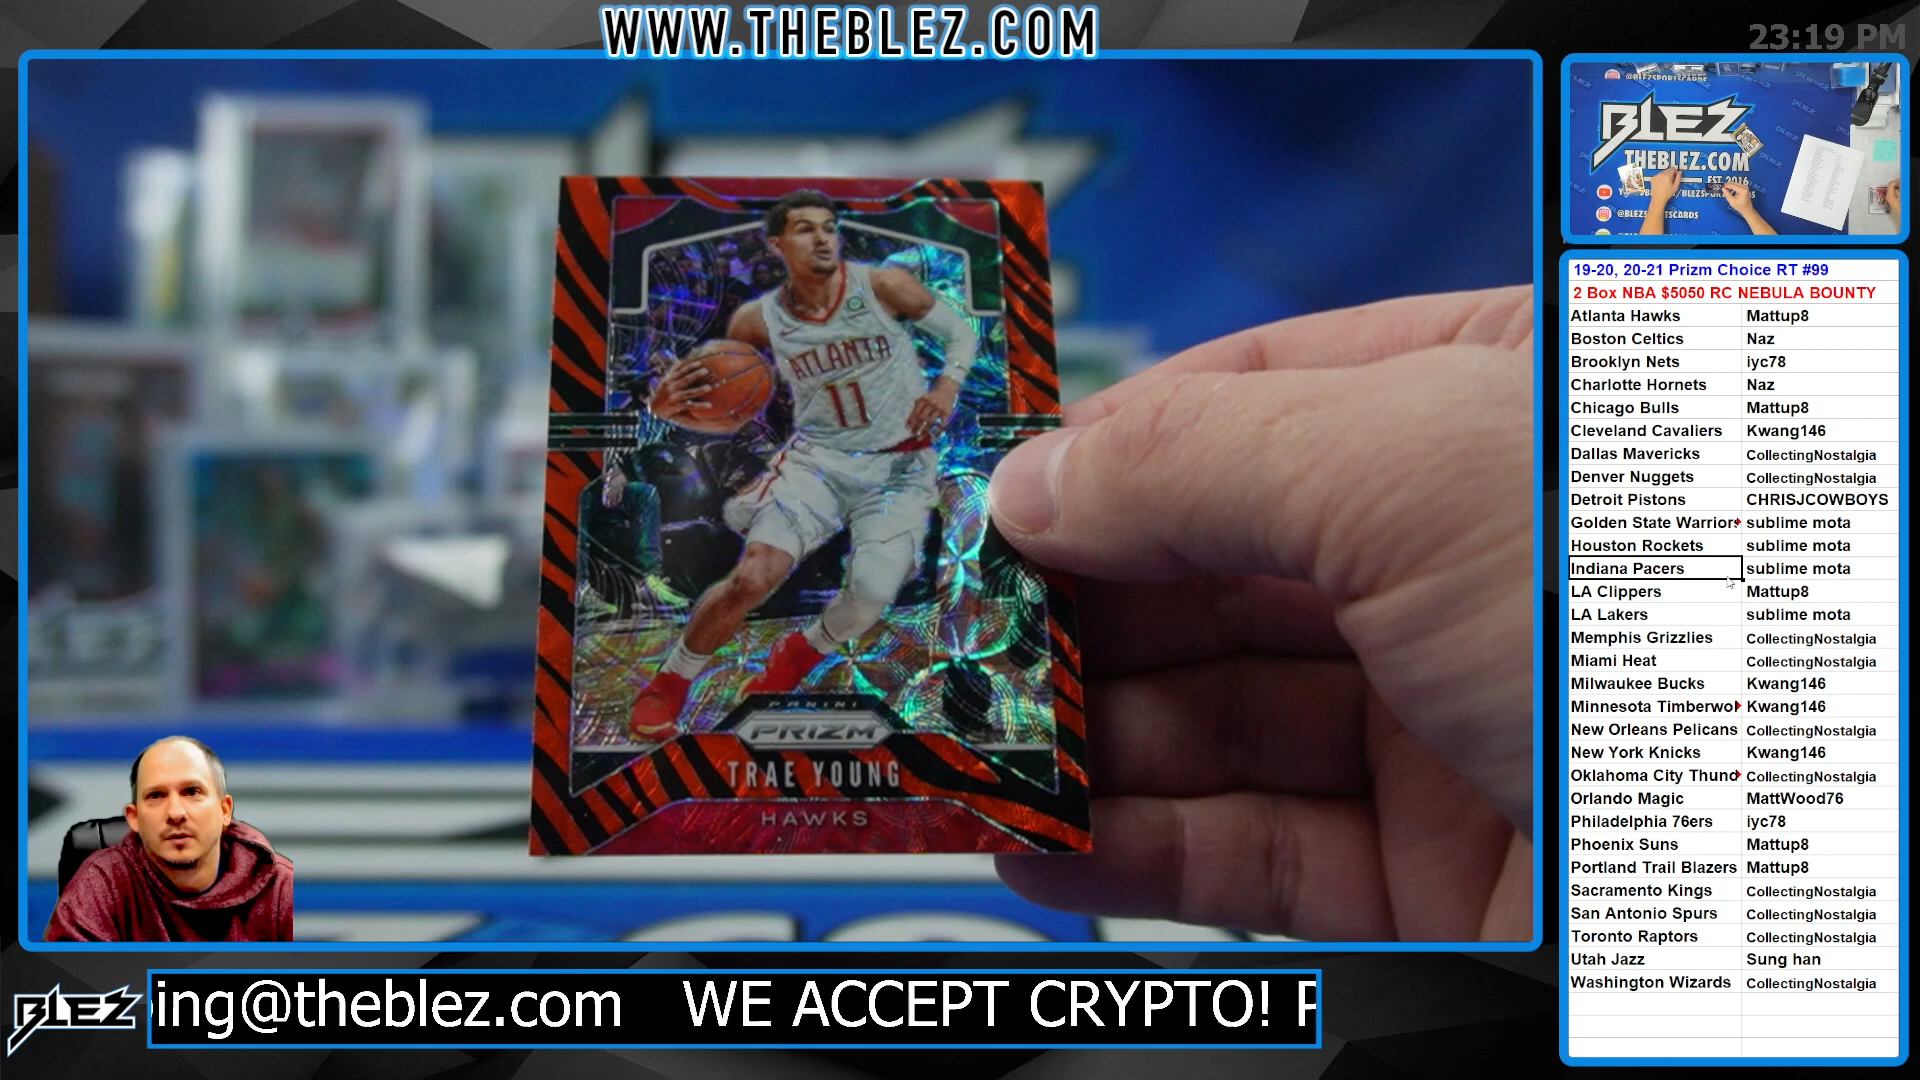 WWW.THEBLEZ.COM
23:19 PM
ATLANTA
11
PANINI
PRIZM
TRAE YOUNG
HAWKS
@BLEZSPORTSCARDS
BLEZ
THEBLEZ.COM
EST 2016
19-20, 20-21 Prizm Choice RT #99
2 Box NBA $5050 RC NEBULA BOUNTY
Atlanta Hawks Mattup8
Boston Celtics Naz
Brooklyn Nets iyc78
Charlotte Hornets Naz
Chicago Bulls Mattup8
Cleveland Cavaliers Kwang146
Dallas Mavericks CollectingNostalgia
Denver Nuggets CollectingNostalgia
Detroit Pistons CHRISJCOWBOYS
Golden State Warriors sublime mota
Houston Rockets sublime mota
Indiana Pacers sublime mota
LA Clippers Mattup8
LA Lakers sublime mota
Memphis Grizzlies CollectingNostalgia
Miami Heat CollectingNostalgia
Milwaukee Bucks Kwang146
Minnesota Timberwol Kwang146
New Orleans Pelicans CollectingNostalgia
New York Knicks Kwang146
Oklahoma City Thund CollectingNostalgia
Orlando Magic MattWood76
Philadelphia 76ers iyc78
Phoenix Suns Mattup8
Portland Trail Blazers Mattup8
Sacramento Kings CollectingNostalgia
San Antonio Spurs CollectingNostalgia
Toronto Raptors CollectingNostalgia
Utah Jazz Sung han
Washington Wizards CollectingNostalgia
BLEZ
ing@theblez.com WE ACCEPT CRYPTO!